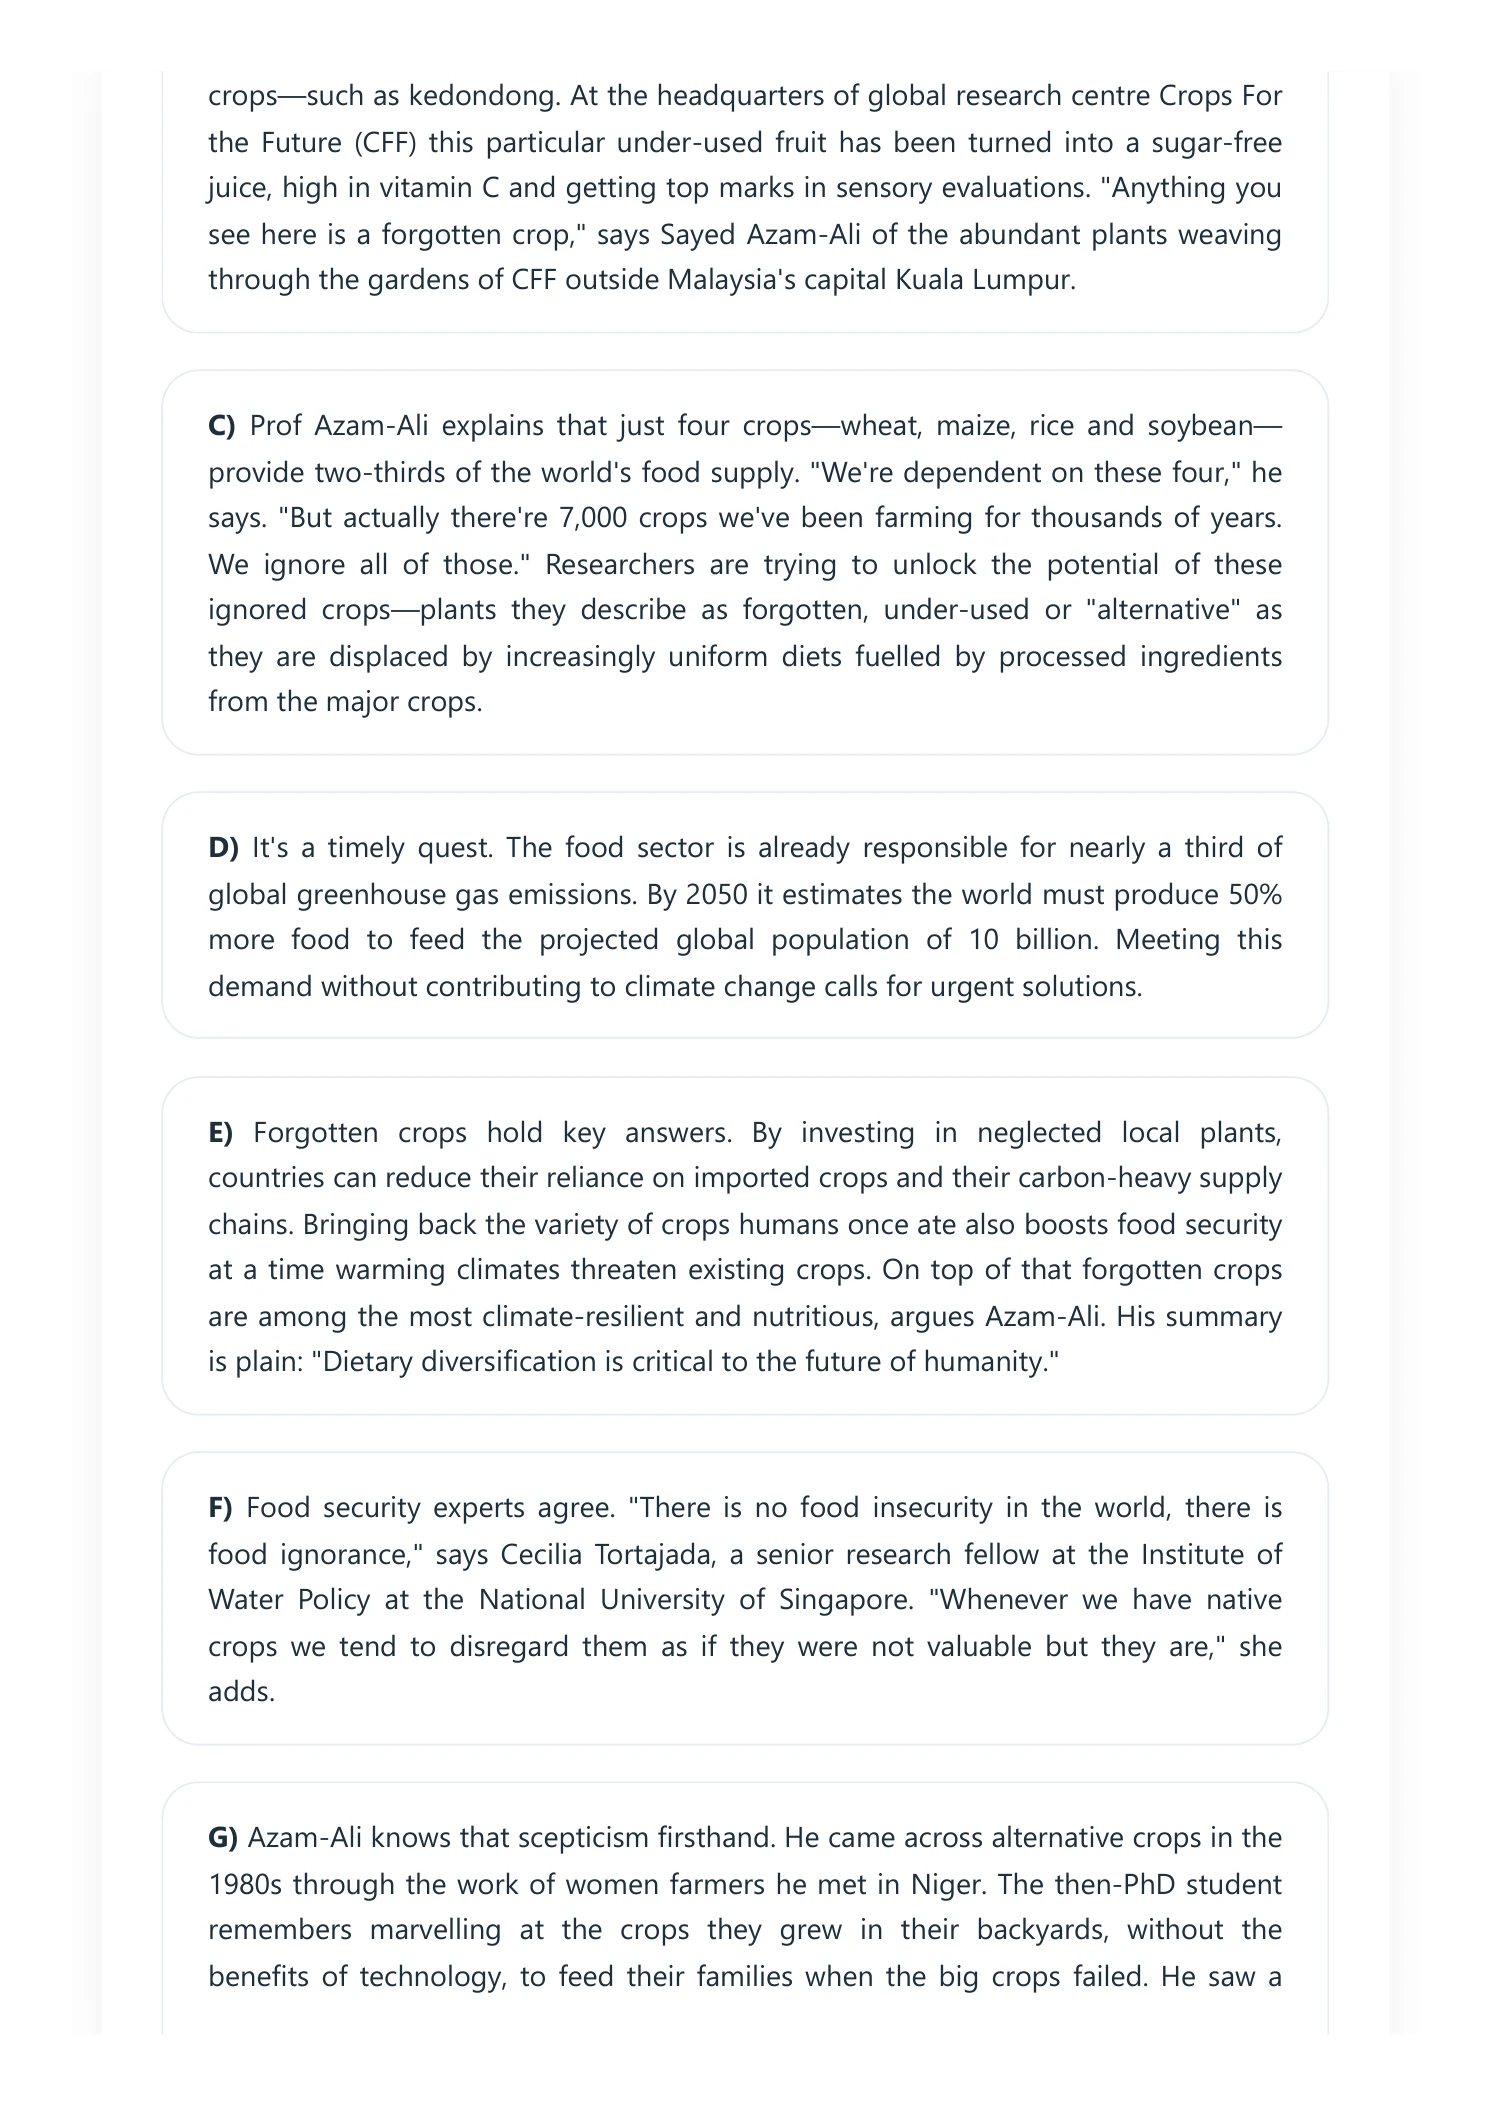 crops—such as kedondong. At the headquarters of global research centre Crops For
the Future (CFF) this particular under-used fruit has been turned into a sugar-free
juice, high in vitamin C and getting top marks in sensory evaluations. "Anything you
see here is a forgotten crop," says Sayed Azam-Ali of the abundant plants weaving
through the gardens of CFF outside Malaysia's capital Kuala Lumpur.
C) Prof Azam-Ali explains that just four crops—wheat, maize, rice and soybean—
provide two-thirds of the world's food supply. "We're dependent on these four," he
says. "But actually there're 7,000 crops we've been farming for thousands of years.
We ignore all of those." Researchers are trying to unlock the potential of these
ignored crops—plants they describe as forgotten, under-used or "alternative" as
they are displaced by increasingly uniform diets fuelled by processed ingredients
from the major crops.
D) It's a timely quest. The food sector is already responsible for nearly a third of
global greenhouse gas emissions. By 2050 it estimates the world must produce 50%
more food to feed the projected global population of 10 billion. Meeting this
demand without contributing to climate change calls for urgent solutions.
E) Forgotten crops hold key answers. By investing in neglected local plants,
countries can reduce their reliance on imported crops and their carbon-heavy supply
chains. Bringing back the variety of crops humans once ate also boosts food security
at a time warming climates threaten existing crops. On top of that forgotten crops
are among the most climate-resilient and nutritious, argues Azam-Ali. His summary
is plain: "Dietary diversification is critical to the future of humanity."
F) Food security experts agree. "There is no food insecurity in the world, there is
food ignorance," says Cecilia Tortajada, a senior research fellow at the Institute of
Water Policy at the National University of Singapore. "Whenever we have native
crops we tend to disregard them as if they were not valuable but they are," she
adds.
G) Azam-Ali knows that scepticism firsthand. He came across alternative crops in the
1980s through the work of women farmers he met in Niger. The then-PhD student
remembers marvelling at the crops they grew in their backyards, without the
benefits of technology, to feed their families when the big crops failed. He saw a